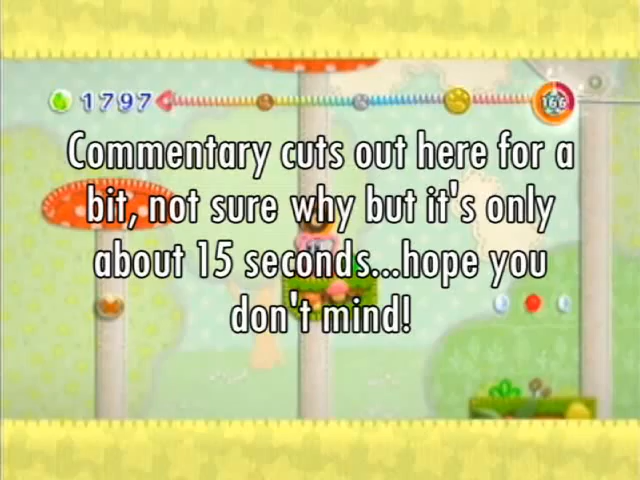 1797
166
Commentary cuts out here for a
bit, not sure why but it's only
about 15 seconds...hope you
don't mind!